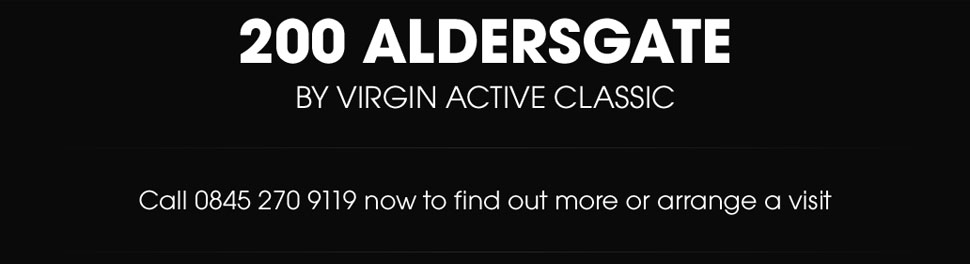 200 ALDERSGATE
BY VIRGIN ACTIVE CLASSIC
Call 0845 270 9119 now to find out more or arrange a visit